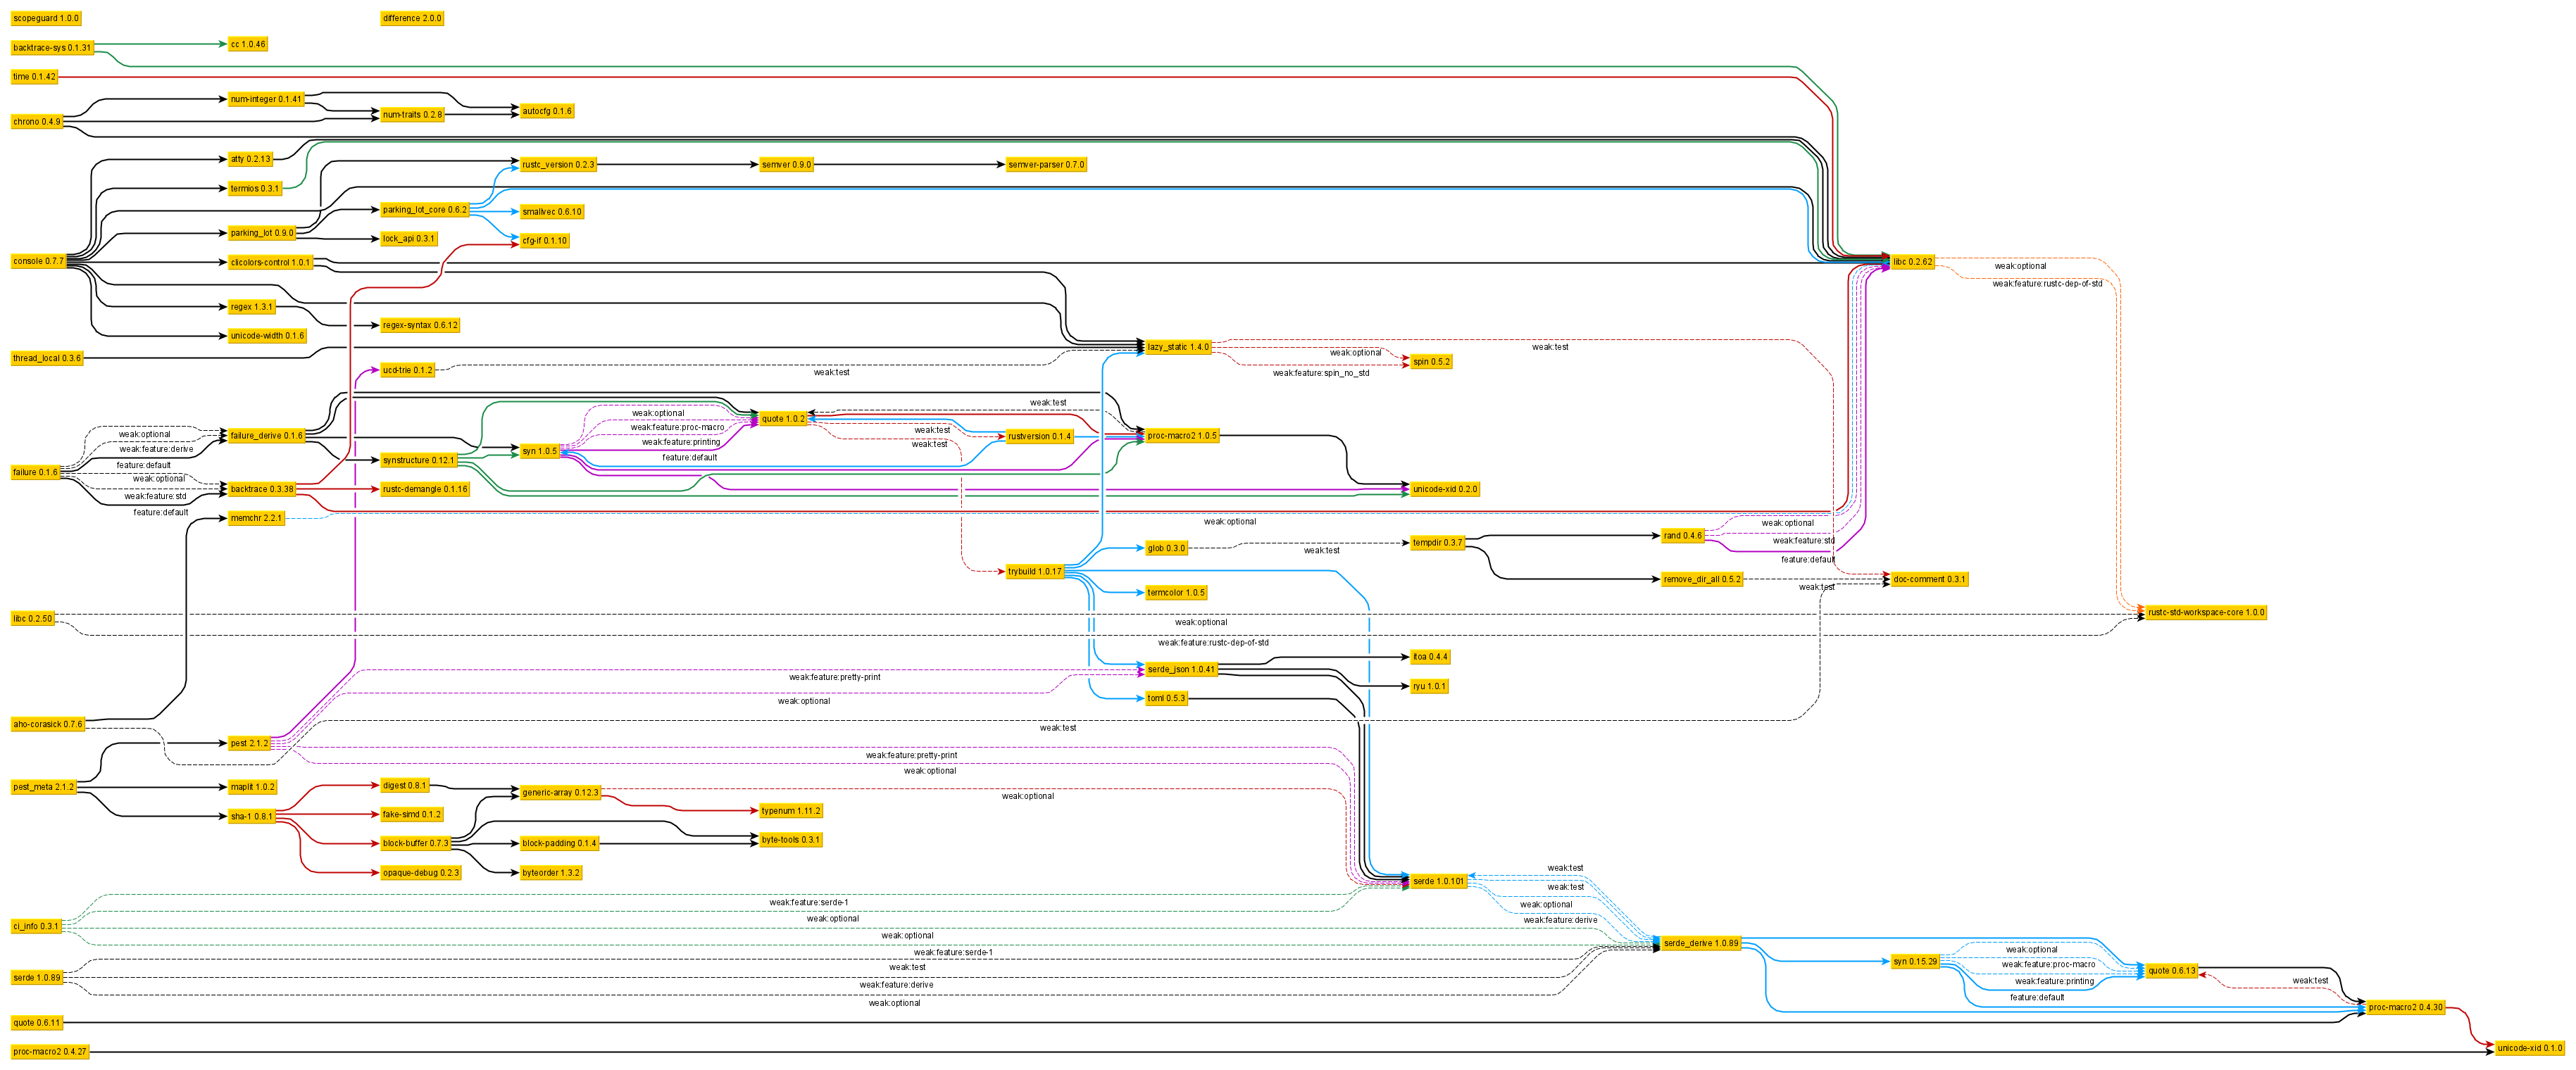 scopeguard 1.0.0
difference 2.0.0
backtrace-sys 0.1.31
cc 1.0.46
time 0.1.42
num-integer 0.1.41
chrono 0.4.9
num-traits 0.2.8
autocfg 0.1.6
atty 0.2.13
rustc_version 0.2.3
semver 0.9.0
semver-parser 0.7.0
termios 0.3.1
parking_lot_core 0.6.2
smallvec 0.6.10
parking_lot 0.9.0
lock_api 0.3.1
cfg-if 0.1.10
console 0.7.7
clicolors-control 1.0.1
libc 0.2.62
weak:optional
weak:feature:rustc-dep-of-std
regex 1.3.1
regex-syntax 0.6.12
unicode-width 0.1.6
thread_local 0.3.6
lazy_static 1.4.0
weak:test
weak:optional
spin 0.5.2
weak:feature:spin_no_std
ucd-trie 0.1.2
weak:test
weak:optional
weak:feature:derive
feature:default
failure_derive 0.1.6
weak:optional
weak:feature:proc-macro
weak:feature:printing
feature:default
quote 1.0.2
weak:test
weak:test
weak:test
rustversion 0.1.4
proc-macro2 1.0.5
syn 1.0.5
synstructure 0.12.1
failure 0.1.6
weak:optional
weak:feature:std
feature:default
backtrace 0.3.38
rustc-demangle 0.1.16
unicode-xid 0.2.0
memchr 2.2.1
weak:optional
weak:optional
rand 0.4.6
weak:feature:std
feature:default
glob 0.3.0
weak:test
tempdir 0.3.7
trybuild 1.0.17
remove_dir_all 0.5.2
weak:test
doc-comment 0.3.1
termcolor 1.0.5
libc 0.2.50
weak:optional
weak:feature:rustc-dep-of-std
rustc-std-workspace-core 1.0.0
serde_json 1.0.41
itoa 0.4.4
weak:feature:pretty-print
ryu 1.0.1
weak:optional
toml 0.5.3
aho-corasick 0.7.6
weak:test
pest 2.1.2
weak:feature:pretty-print
weak:optional
pest_meta 2.1.2
maplit 1.0.2
digest 0.8.1
generic-array 0.12.3
weak:optional
sha-1 0.8.1
fake-simd 0.1.2
typenum 1.11.2
block-buffer 0.7.3
block-padding 0.1.4
byte-tools 0.3.1
opaque-debug 0.2.3
byteorder 1.3.2
serde 1.0.101
weak:test
weak:test
weak:optional
weak:feature:derive
weak:feature:serde-1
weak:optional
ci_info 0.3.1
weak:optional
weak:feature:serde-1
serde_derive 1.0.89
serde 1.0.89
weak:test
weak:feature:derive
weak:optional
syn 0.15.29
weak:optional
weak:feature:proc-macro
weak:feature:printing
feature:default
quote 0.6.13
weak:test
proc-macro2 0.4.30
quote 0.6.11
proc-macro2 0.4.27
unicode-xid 0.1.0